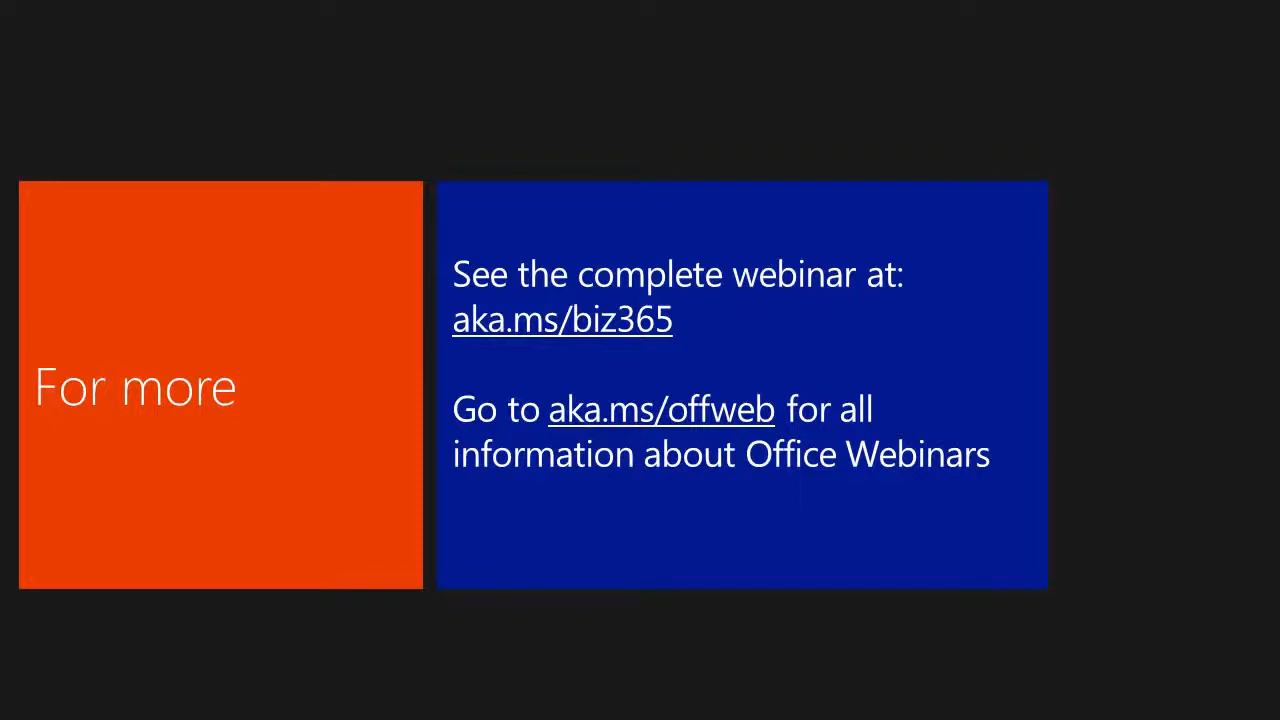 For more
See the complete webinar at:
aka.ms/biz365
Go to aka.ms/offweb for all
information about Office Webinars